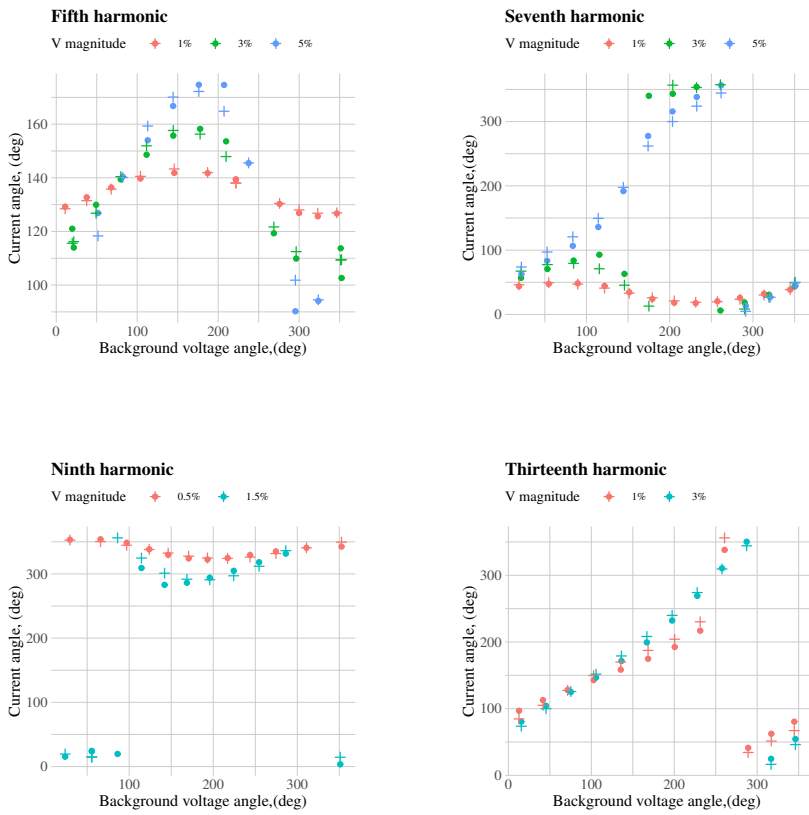 Fifth harmonic
V magnitude 1% 3% 5%
Current angle, (deg)
160
140
120
100
0 100 200 300
Background voltage angle,(deg)
Seventh harmonic
V magnitude 1% 3% 5%
Current angle,(deg)
300
200
100
0
100 200 300
Background voltage angle,(deg)
Ninth harmonic
V magnitude 0.5% 1.5%
Current angle, (deg)
300
200
100
0
0 100 200 300
Background voltage angle,(deg)
Thirteenth harmonic
V magnitude 1% 3%
Current angle, (deg)
300
200
100
0
0 100 200 300
Background voltage angle,(deg)